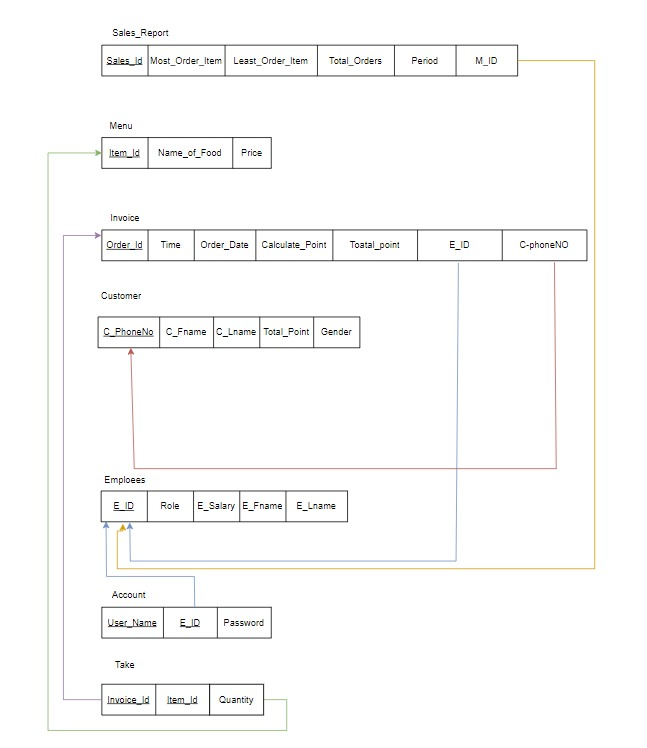 Sales_Report
Sales_Id Most_Order_Item Least_Order_Item Total_Orders Period M_ID
Menu
Item_Id Name_of_Food Price
Invoice
Order_Id Time Order_Date Calculate_Point Toatal_point E_ID C-phoneNO
Customer
C_PhoneNo C_Fname C_Lname Total_Point Gender
Emploees
E_ID Role E_Salary E_Fname E_Lname
Account
User_Name E_ID Password
Take
Invoice_Id Item_Id Quantity